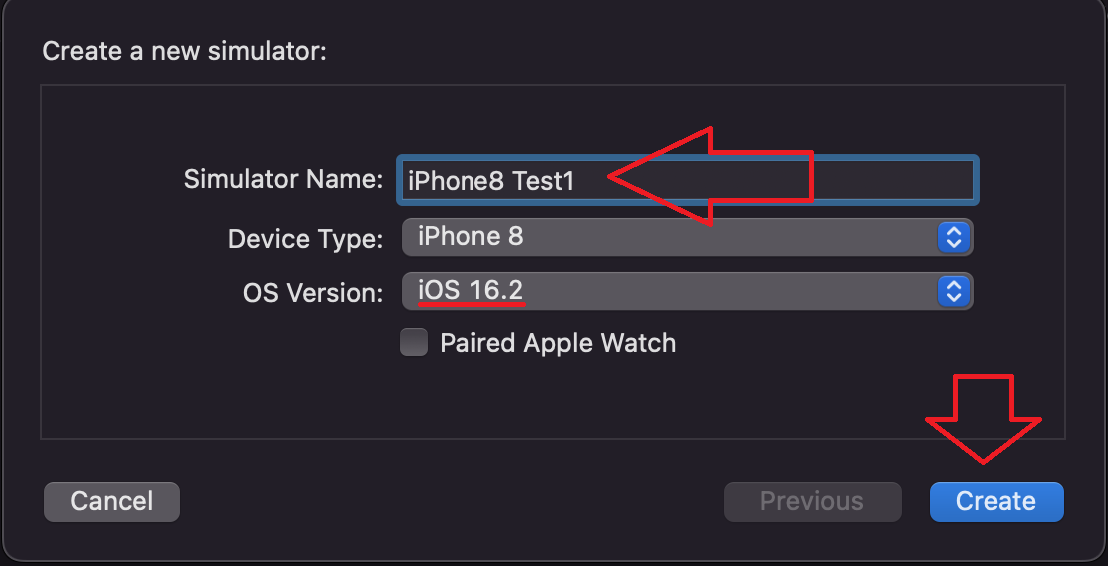 Create a new simulator:
Simulator Name: iPhone8 Test1
Device Type: iPhone 8
OS Version: iOS 16.2
Paired Apple Watch
Cancel Previous Create